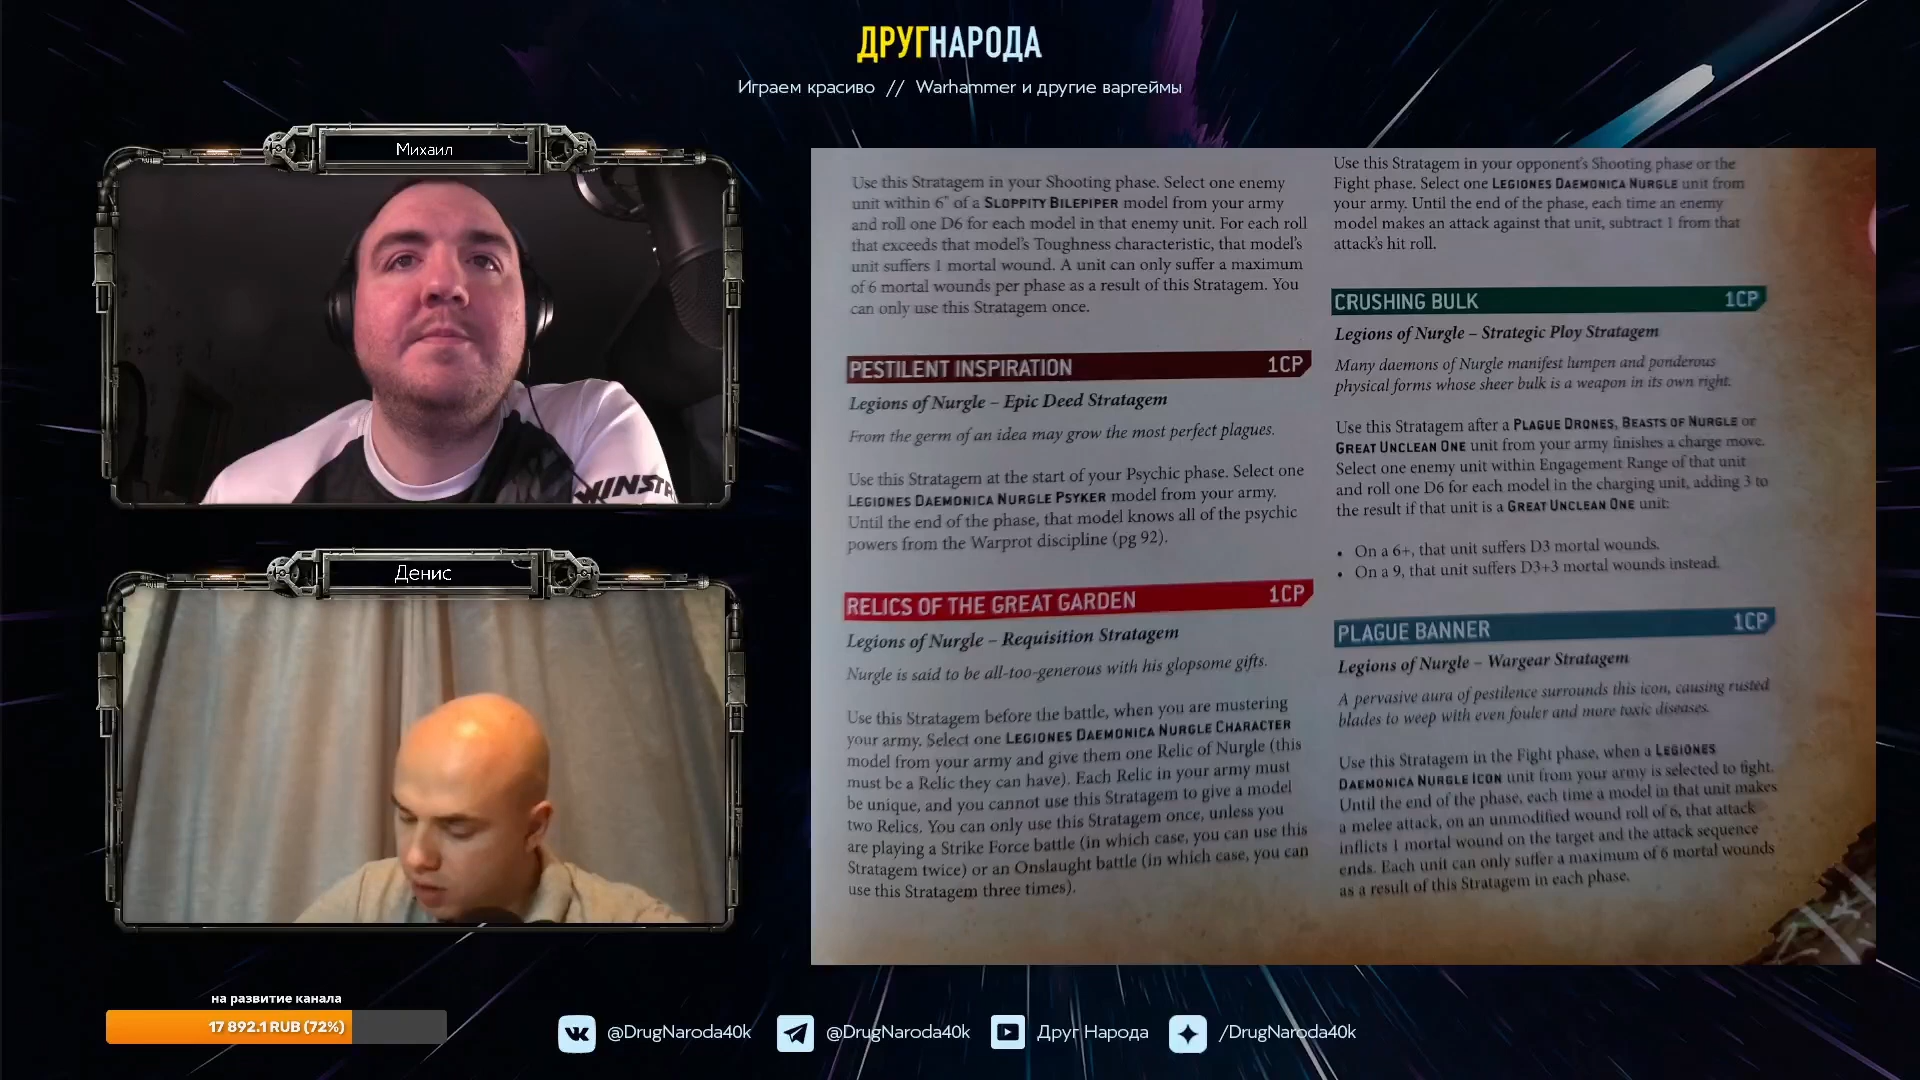 ДРУГНАРОДА
Играем красиво // Warhammer и другие варгеймы
Михаил
WINSTR
Денис
на развитие канала
17 892.1 RUB (72%)
Use this Stratagem in your Shooting phase. Select one enemy
unit within 6" of a SLOPPITY BILEPIPER model from your army
and roll one D6 for each model in that enemy unit. For each roll
that exceeds that model's Toughness characteristic, that model's
unit suffers 1 mortal wound. A unit can only suffer a maximum
of 6 mortal wounds per phase as a result of this Stratagem. You
can only use this Stratagem once.
PESTILENT INSPIRATION 1CP
Legions of Nurgle – Epic Deed Stratagem
From the germ of an idea may grow the most perfect plagues.
Use this Stratagem at the start of your Psychic phase. Select one
LEGIONES DAEMONICA NURGLE PSYKER model from your army.
Until the end of the phase, that model knows all of the psychic
powers from the Warprot discipline (pg 92).
RELICS OF THE GREAT GARDEN 1CP
Legions of Nurgle – Requisition Stratagem
Nurgle is said to be all-too-generous with his glopsome gifts.
Use this Stratagem before the battle, when you are mustering
your army. Select one LEGIONES DAEMONICA NURGLE CHARACTER
model from your army and give them one Relic of Nurgle (this
must be a Relic they can have). Each Relic in your army must
be unique, and you cannot use this Stratagem to give a model
two Relics. You can only use this Stratagem once, unless you
are playing a Strike Force battle (in which case, you can use this
Stratagem twice) or an Onslaught battle (in which case, you can
use this Stratagem three times).
Use this Stratagem in your opponent's Shooting phase or the
Fight phase. Select one LEGIONES DAEMONICA NURGLE unit from
your army. Until the end of the phase, each time an enemy
model makes an attack against that unit, subtract 1 from that
attack's hit roll.
CRUSHING BULK 1CP
Legions of Nurgle – Strategic Ploy Stratagem
Many daemons of Nurgle manifest lumpen and ponderous
physical forms whose sheer bulk is a weapon in its own right.
Use this Stratagem after a PLAGUE DRONES, BEASTS OF NURGLE or
GREAT UNCLEAN ONE unit from your army finishes a charge move.
Select one enemy unit within Engagement Range of that unit
and roll one D6 for each model in the charging unit, adding 3 to
the result if that unit is a GREAT UNCLEAN ONE unit:
• On a 6+, that unit suffers D3 mortal wounds.
• On a 9, that unit suffers D3+3 mortal wounds instead.
PLAGUE BANNER 1CP
Legions of Nurgle – Wargear Stratagem
A pervasive aura of pestilence surrounds this icon, causing rusted
blades to weep with even fouler and more toxic diseases.
Use this Stratagem in the Fight phase, when a LEGIONES
DAEMONICA NURGLE ICON unit from your army is selected to fight.
Until the end of the phase, each time a model in that unit makes
a melee attack, on an unmodified wound roll of 6, that attack
inflicts 1 mortal wound on the target and the attack sequence
ends. Each unit can only suffer a maximum of 6 mortal wounds
as a result of this Stratagem in each phase.
@DrugNaroda40k @DrugNaroda40k Друг Народа /DrugNaroda40k